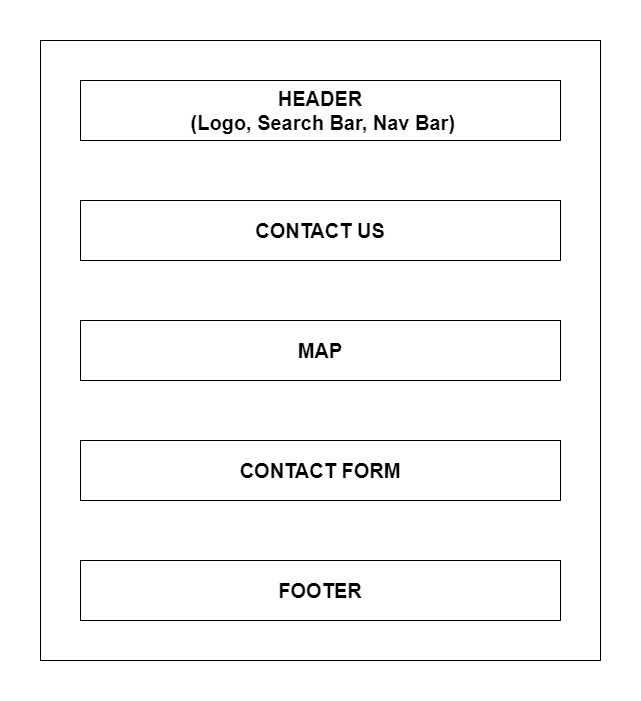 HEADER
(Logo, Search Bar, Nav Bar)
CONTACT US
MAP
CONTACT FORM
FOOTER